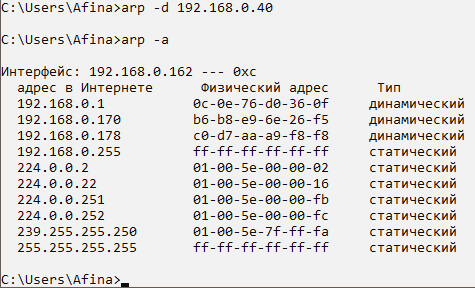 C:\Users\Afina>arp -d 192.168.0.40
C:\Users\Afina>arp -a
Интерфейс: 192.168.0.162 --- 0xc
адрес в Интернете Физический адрес Тип
192.168.0.1 0c-0e-76-d0-36-0f динамический
192.168.0.170 b6-b8-e9-6e-26-f5 динамический
192.168.0.178 c0-d7-aa-a9-f8-f8 динамический
192.168.0.255 ff-ff-ff-ff-ff-ff статический
224.0.0.2 01-00-5e-00-00-02 статический
224.0.0.22 01-00-5e-00-00-16 статический
224.0.0.251 01-00-5e-00-00-fb статический
224.0.0.252 01-00-5e-00-00-fc статический
239.255.255.250 01-00-5e-7f-ff-fa статический
255.255.255.255 ff-ff-ff-ff-ff-ff статический
C:\Users\Afina>